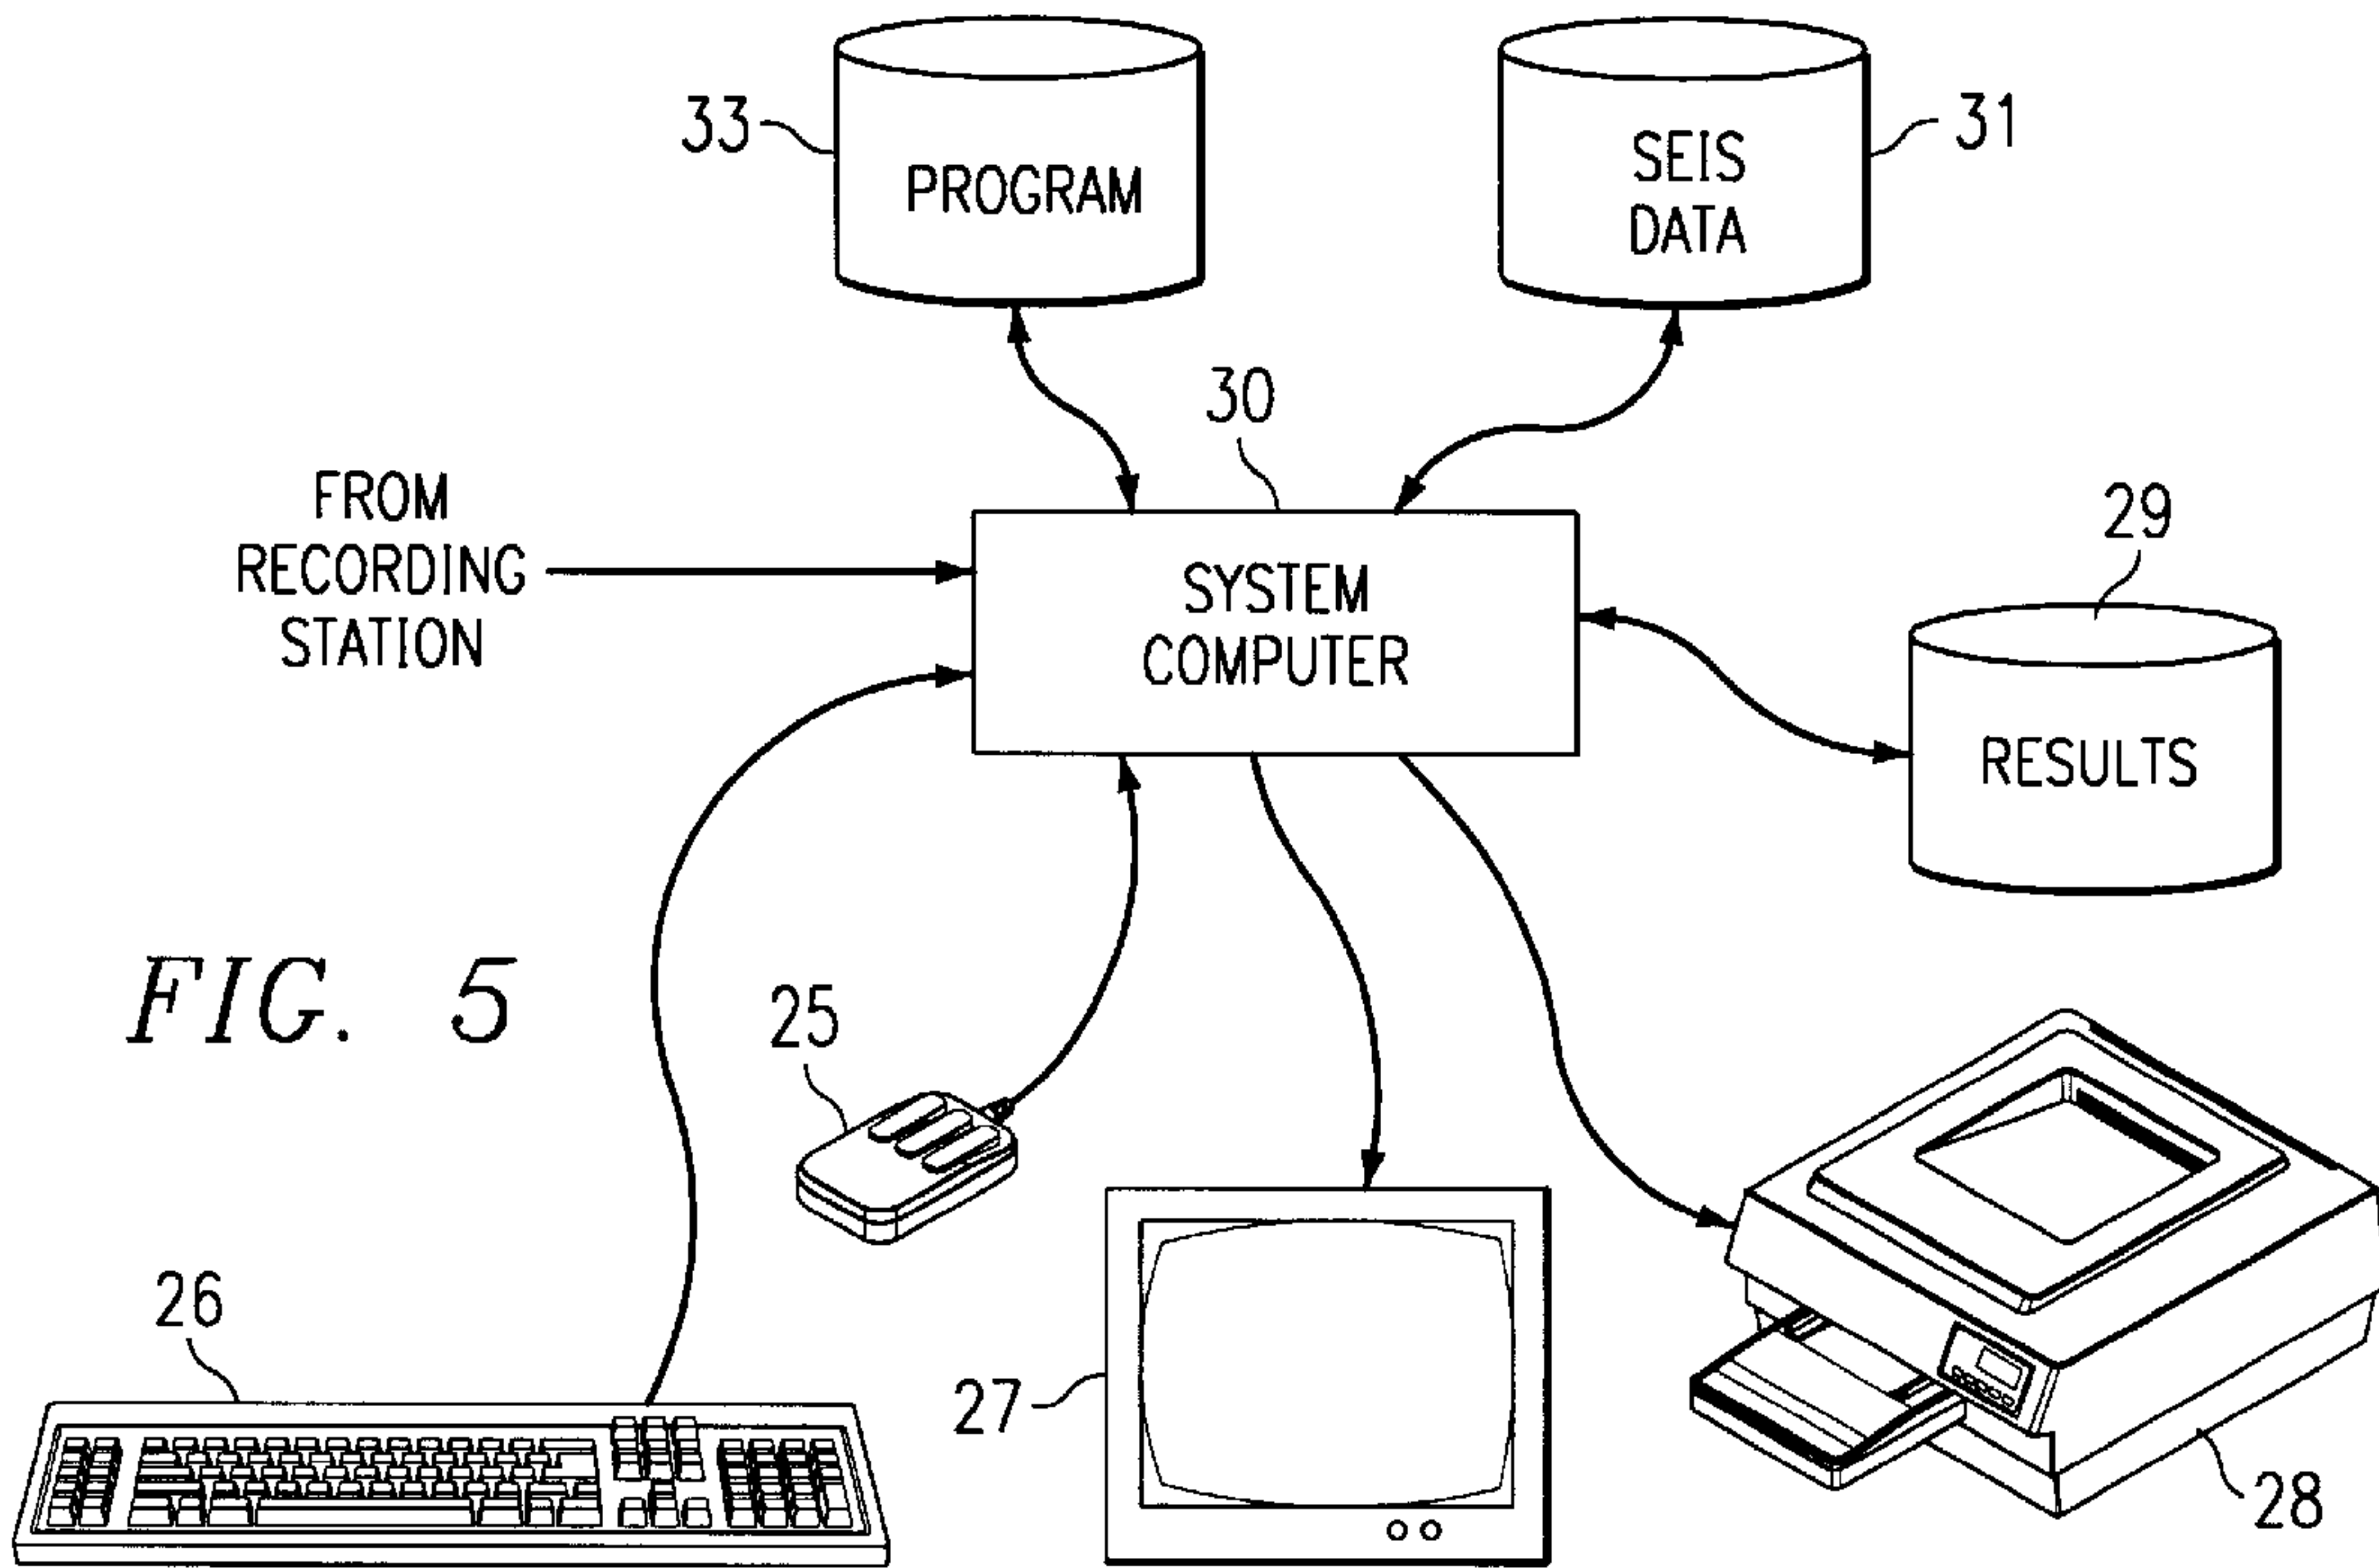 33
PROGRAM
SEIS
DATA
31
30
FROM
RECORDING
STATION
SYSTEM
COMPUTER
29
RESULTS
FIG. 5
25
26
27
28